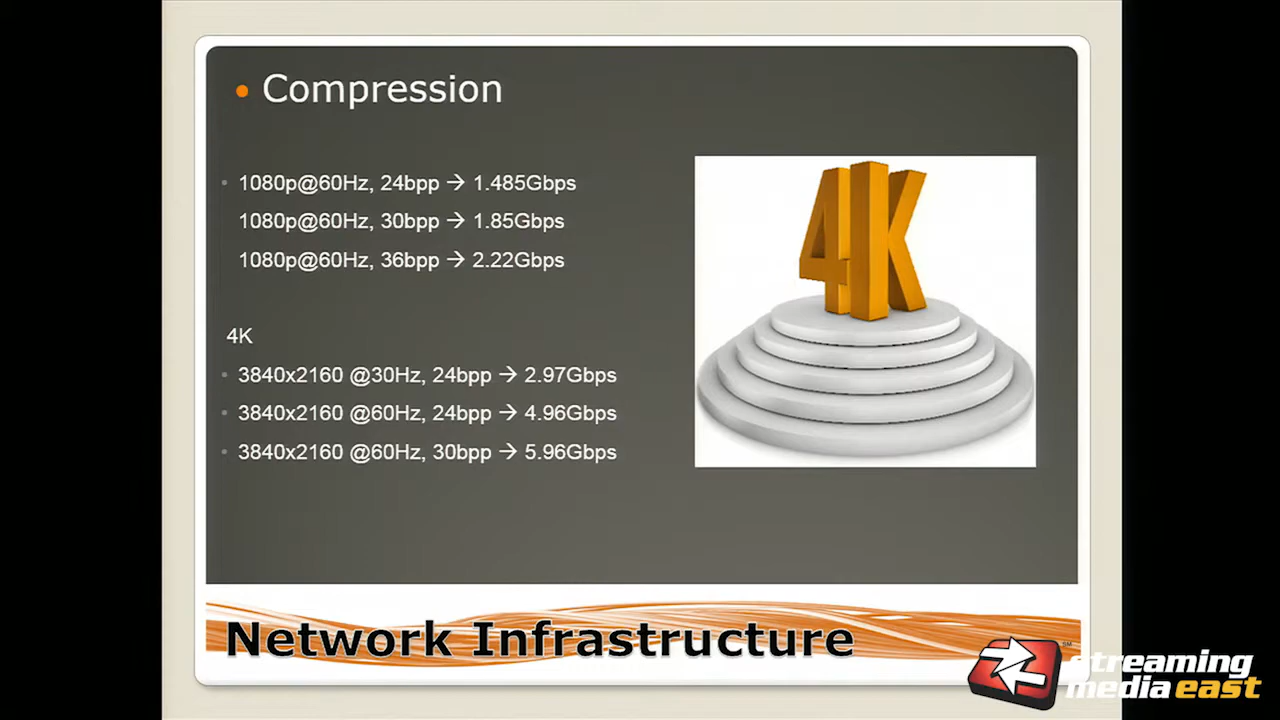 • Compression
• 1080p@60Hz, 24bpp → 1.485Gbps
1080p@60Hz, 30bpp → 1.85Gbps
1080p@60Hz, 36bpp → 2.22Gbps
4K
• 3840x2160 @30Hz, 24bpp → 2.97Gbps
• 3840x2160 @60Hz, 24bpp → 4.96Gbps
• 3840x2160 @60Hz, 30bpp → 5.96Gbps
4K
Network Infrastructure
streaming
media east
SM